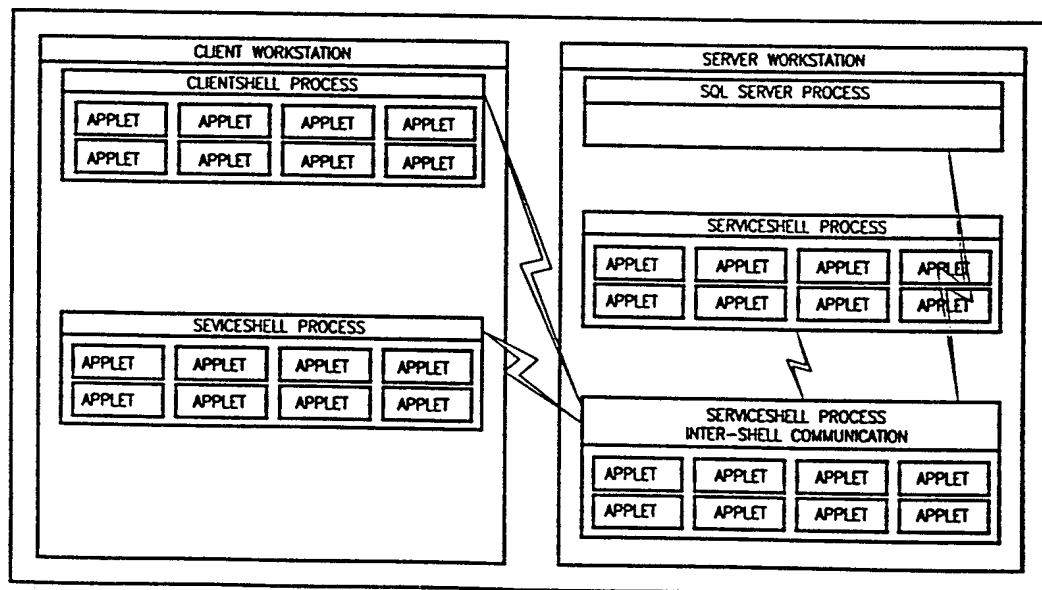 CLIENT WORKSTATION
CLIENTSHELL PROCESS
APPLET APPLET APPLET APPLET
APPLET APPLET APPLET APPLET
SEVICESHELL PROCESS
APPLET APPLET APPLET APPLET
APPLET APPLET APPLET APPLET
SERVER WORKSTATION
SQL SERVER PROCESS
SERVICESHELL PROCESS
APPLET APPLET APPLET APPLET
APPLET APPLET APPLET APPLET
SERVICESHELL PROCESS
INTER-SHELL COMMUNICATION
APPLET APPLET APPLET APPLET
APPLET APPLET APPLET APPLET